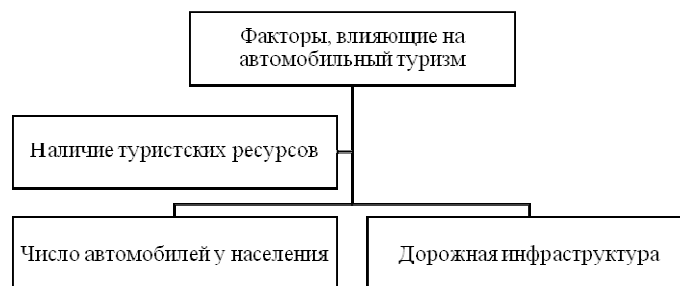 Факторы, влияющие на
автомобильный туризм
Наличие туристских ресурсов
Число автомобилей у населения
Дорожная инфраструктура